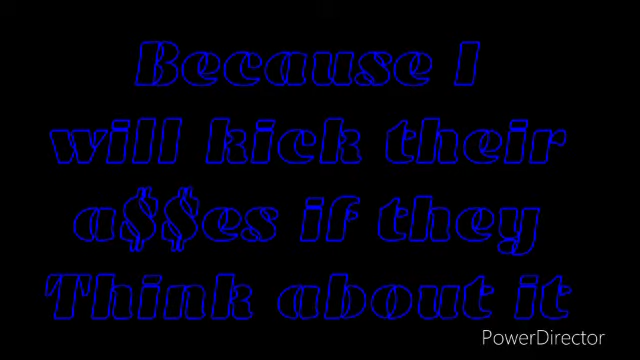 Because I
will kick their
a$$es if they
Think about it
PowerDirector